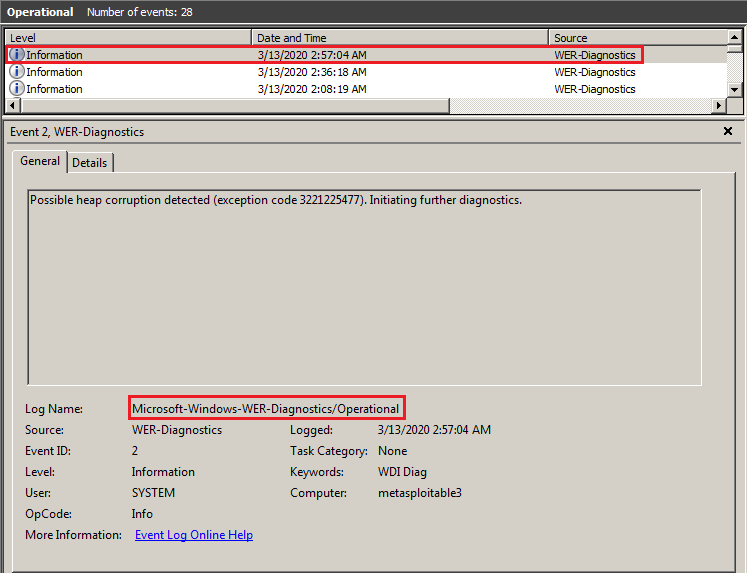 Operational Number of events: 28
Level Date and Time Source
Information 3/13/2020 2:57:04 AM WER-Diagnostics
Information 3/13/2020 2:36:18 AM WER-Diagnostics
Information 3/13/2020 2:08:19 AM WER-Diagnostics
Event 2, WER-Diagnostics
General Details
Possible heap corruption detected (exception code 3221225477). Initiating further diagnostics.
Log Name: Microsoft-Windows-WER-Diagnostics/Operational
Source: WER-Diagnostics Logged: 3/13/2020 2:57:04 AM
Event ID: 2 Task Category: None
Level: Information Keywords: WDI Diag
User: SYSTEM Computer: metasploitable3
OpCode: Info
More Information: Event Log Online Help